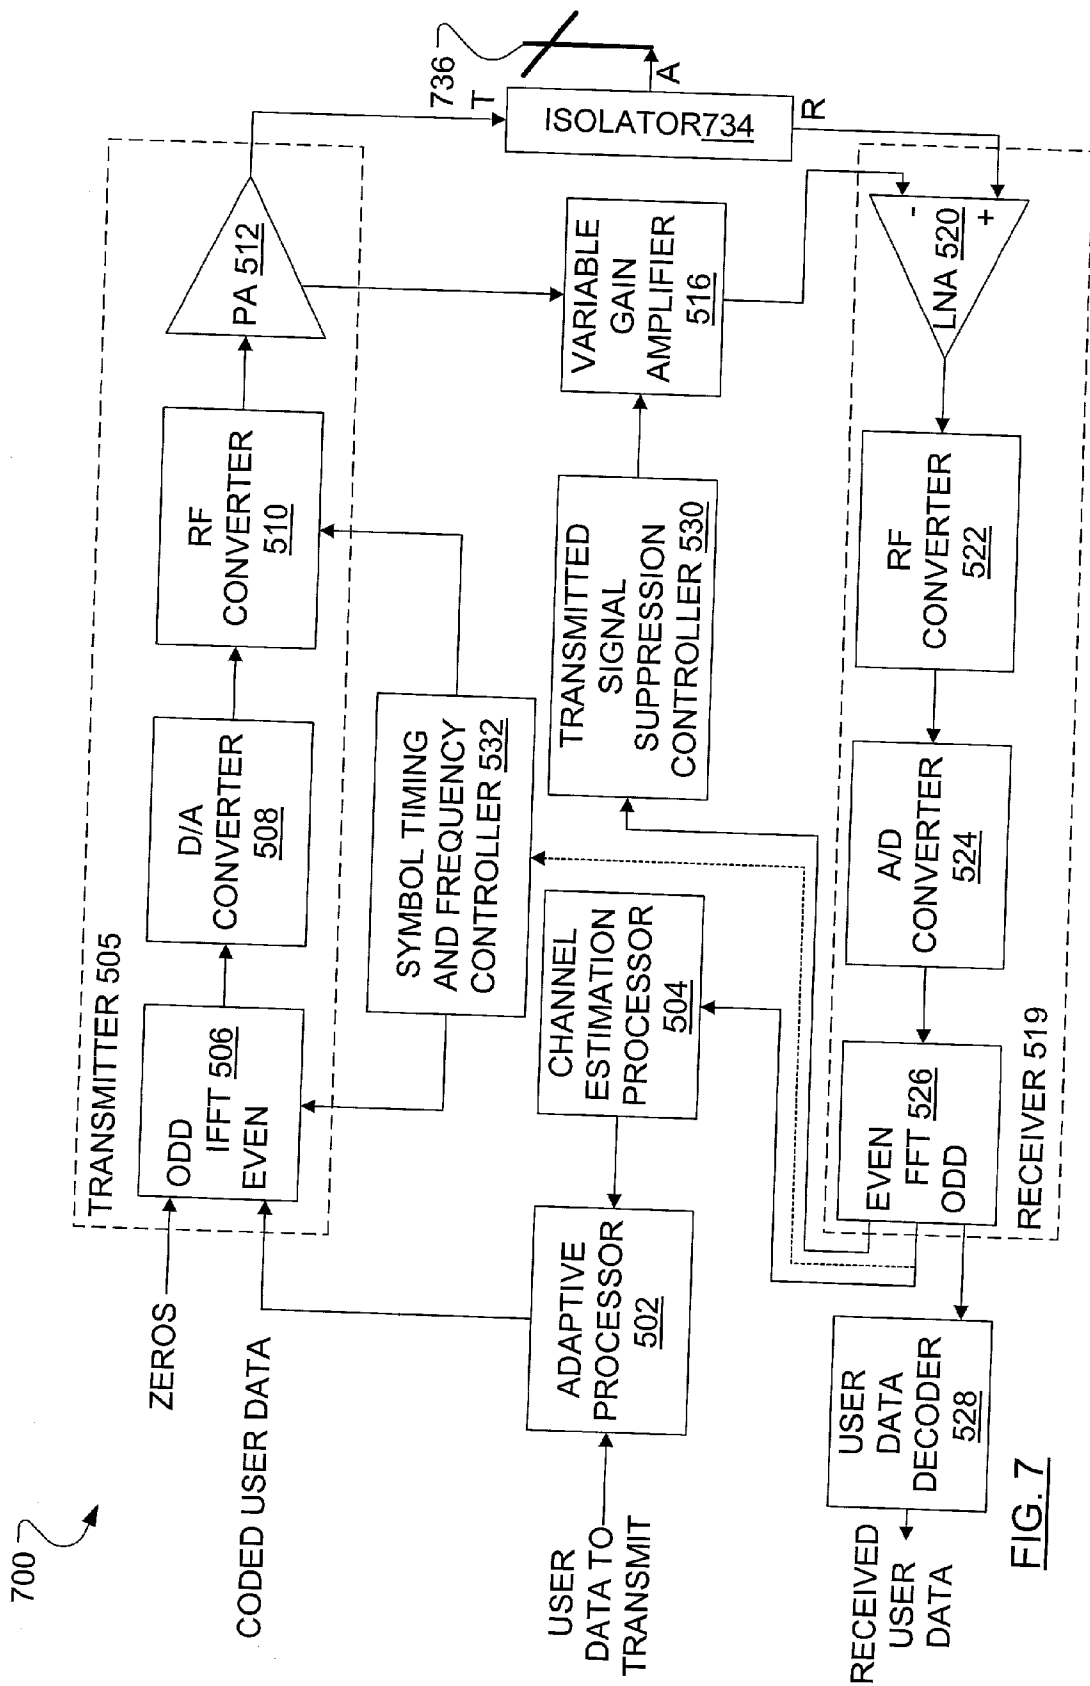 700
ZEROS
CODED USER DATA
USER
DATA TO
TRANSMIT
RECEIVED
USER
DATA
TRANSMITTER 505
ODD
IFFT 506
EVEN
D/A
CONVERTER
508
RF
CONVERTER
510
PA 512
736
T
ISOLATOR 734
A
R
SYMBOL TIMING
AND FREQUENCY
CONTROLLER 532
ADAPTIVE
PROCESSOR
502
CHANNEL
ESTIMATION
PROCESSOR
504
TRANSMITTED
SIGNAL
SUPPRESSION
CONTROLLER 530
VARIABLE
GAIN
AMPLIFIER
516
USER
DATA
DECODER
528
EVEN
FFT 526
ODD
A/D
CONVERTER
524
RF
CONVERTER
522
-
LNA 520
+
RECEIVER 519
FIG. 7